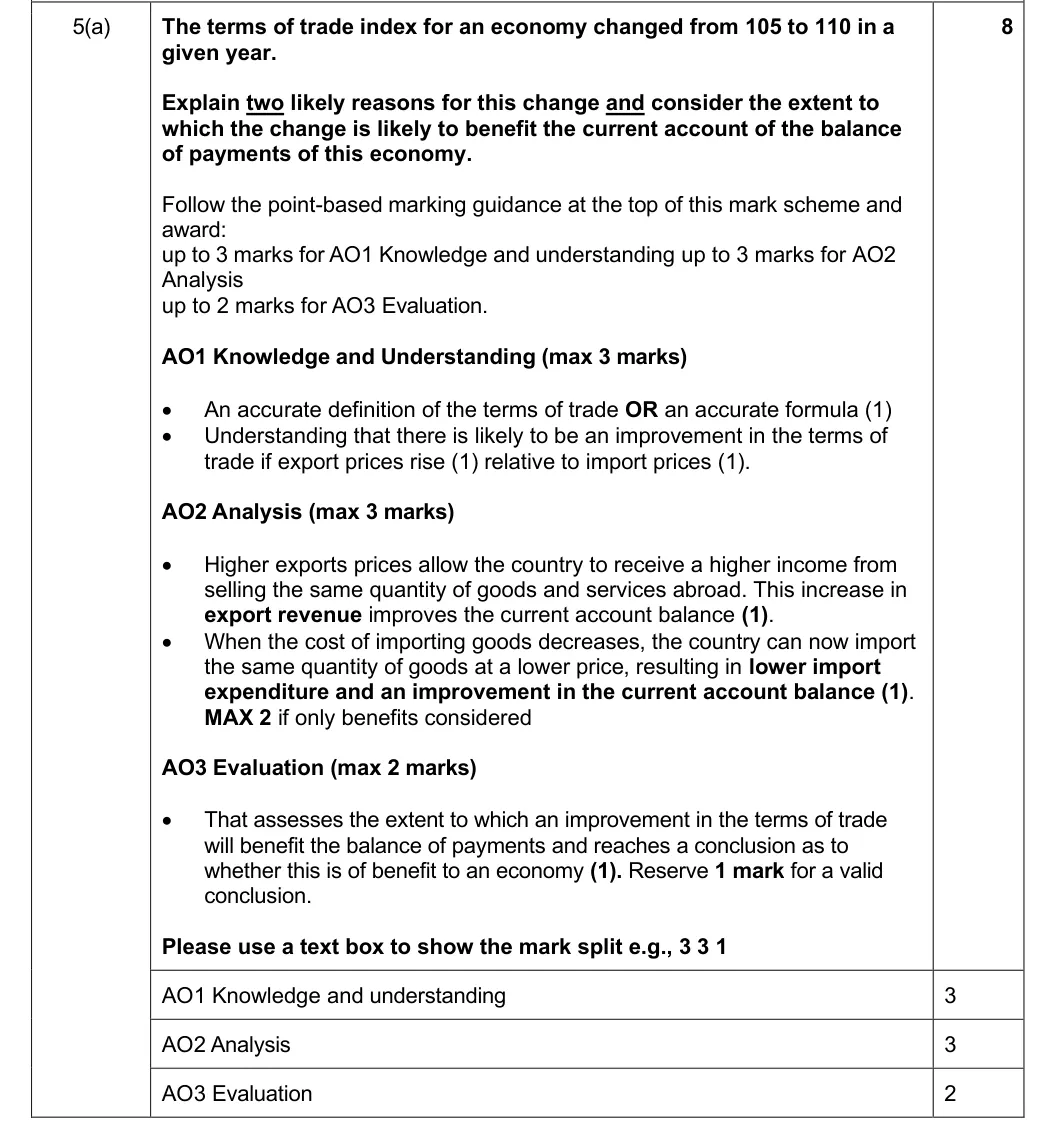 5(a) The terms of trade index for an economy changed from 105 to 110 in a 8
given year.
Explain two likely reasons for this change and consider the extent to
which the change is likely to benefit the current account of the balance
of payments of this economy.
Follow the point-based marking guidance at the top of this mark scheme and
award:
up to 3 marks for AO1 Knowledge and understanding up to 3 marks for AO2
Analysis
up to 2 marks for AO3 Evaluation.
AO1 Knowledge and Understanding (max 3 marks)
• An accurate definition of the terms of trade OR an accurate formula (1)
• Understanding that there is likely to be an improvement in the terms of
trade if export prices rise (1) relative to import prices (1).
AO2 Analysis (max 3 marks)
• Higher exports prices allow the country to receive a higher income from
selling the same quantity of goods and services abroad. This increase in
export revenue improves the current account balance (1).
• When the cost of importing goods decreases, the country can now import
the same quantity of goods at a lower price, resulting in lower import
expenditure and an improvement in the current account balance (1).
MAX 2 if only benefits considered
AO3 Evaluation (max 2 marks)
• That assesses the extent to which an improvement in the terms of trade
will benefit the balance of payments and reaches a conclusion as to
whether this is of benefit to an economy (1). Reserve 1 mark for a valid
conclusion.
Please use a text box to show the mark split e.g., 3 3 1
AO1 Knowledge and understanding 3
AO2 Analysis 3
AO3 Evaluation 2